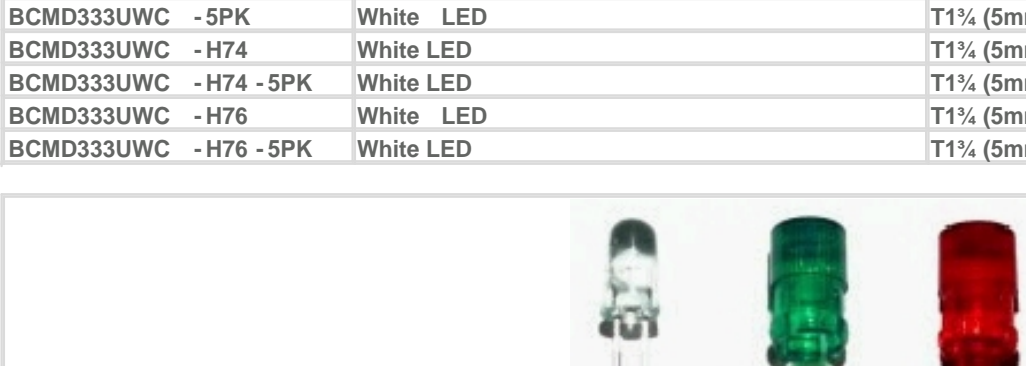 BCMD333UWC -5PK White LED T1¾ (5m
BCMD333UWC -H74 White LED T1¾ (5m
BCMD333UWC -H74 -5PK White LED T1¾ (5m
BCMD333UWC -H76 White LED T1¾ (5m
BCMD333UWC -H76 -5PK White LED T1¾ (5m